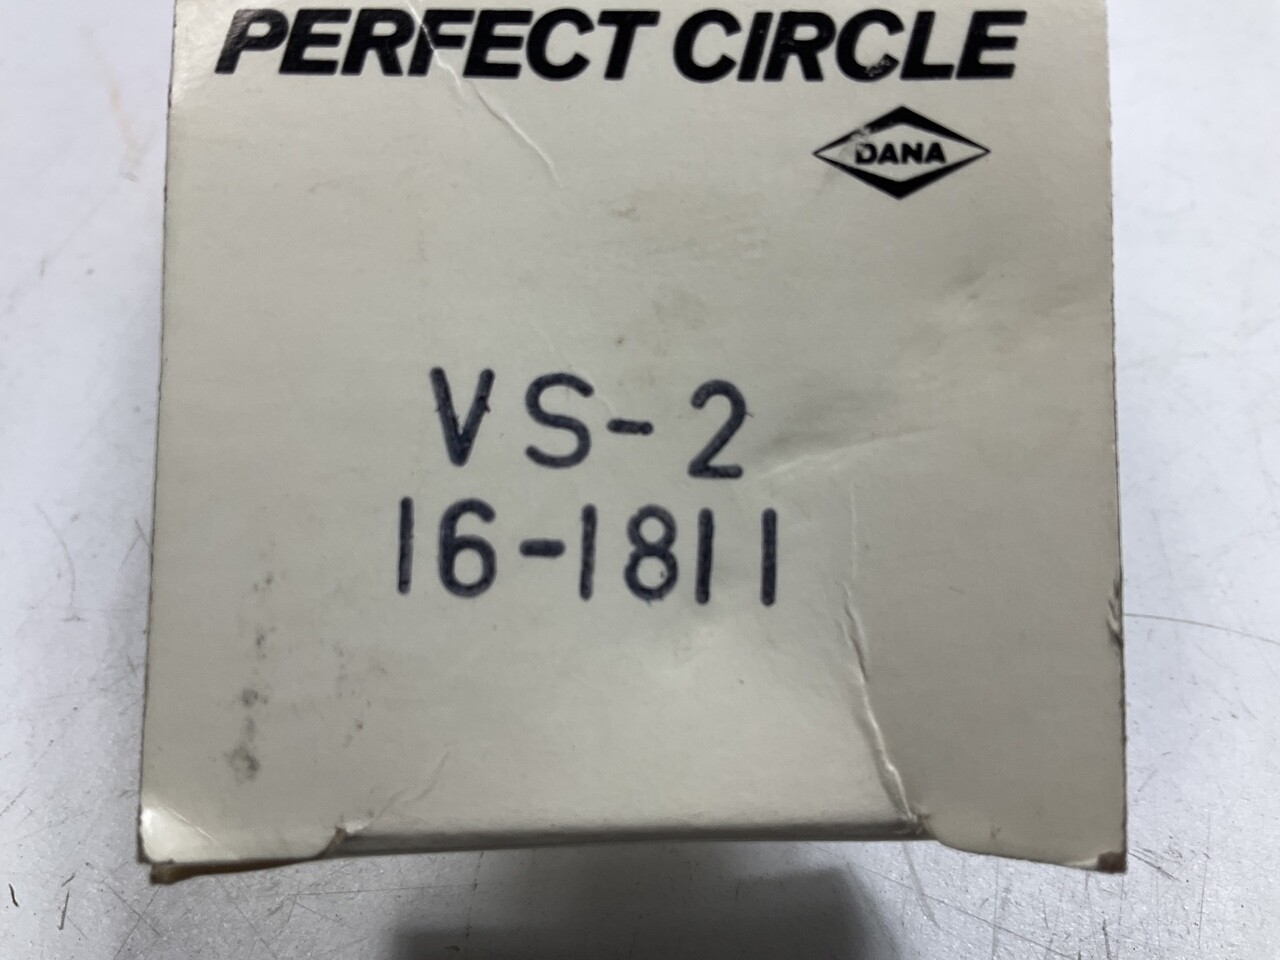 PERFECT CIRCLE
DANA
VS-2
16-1811